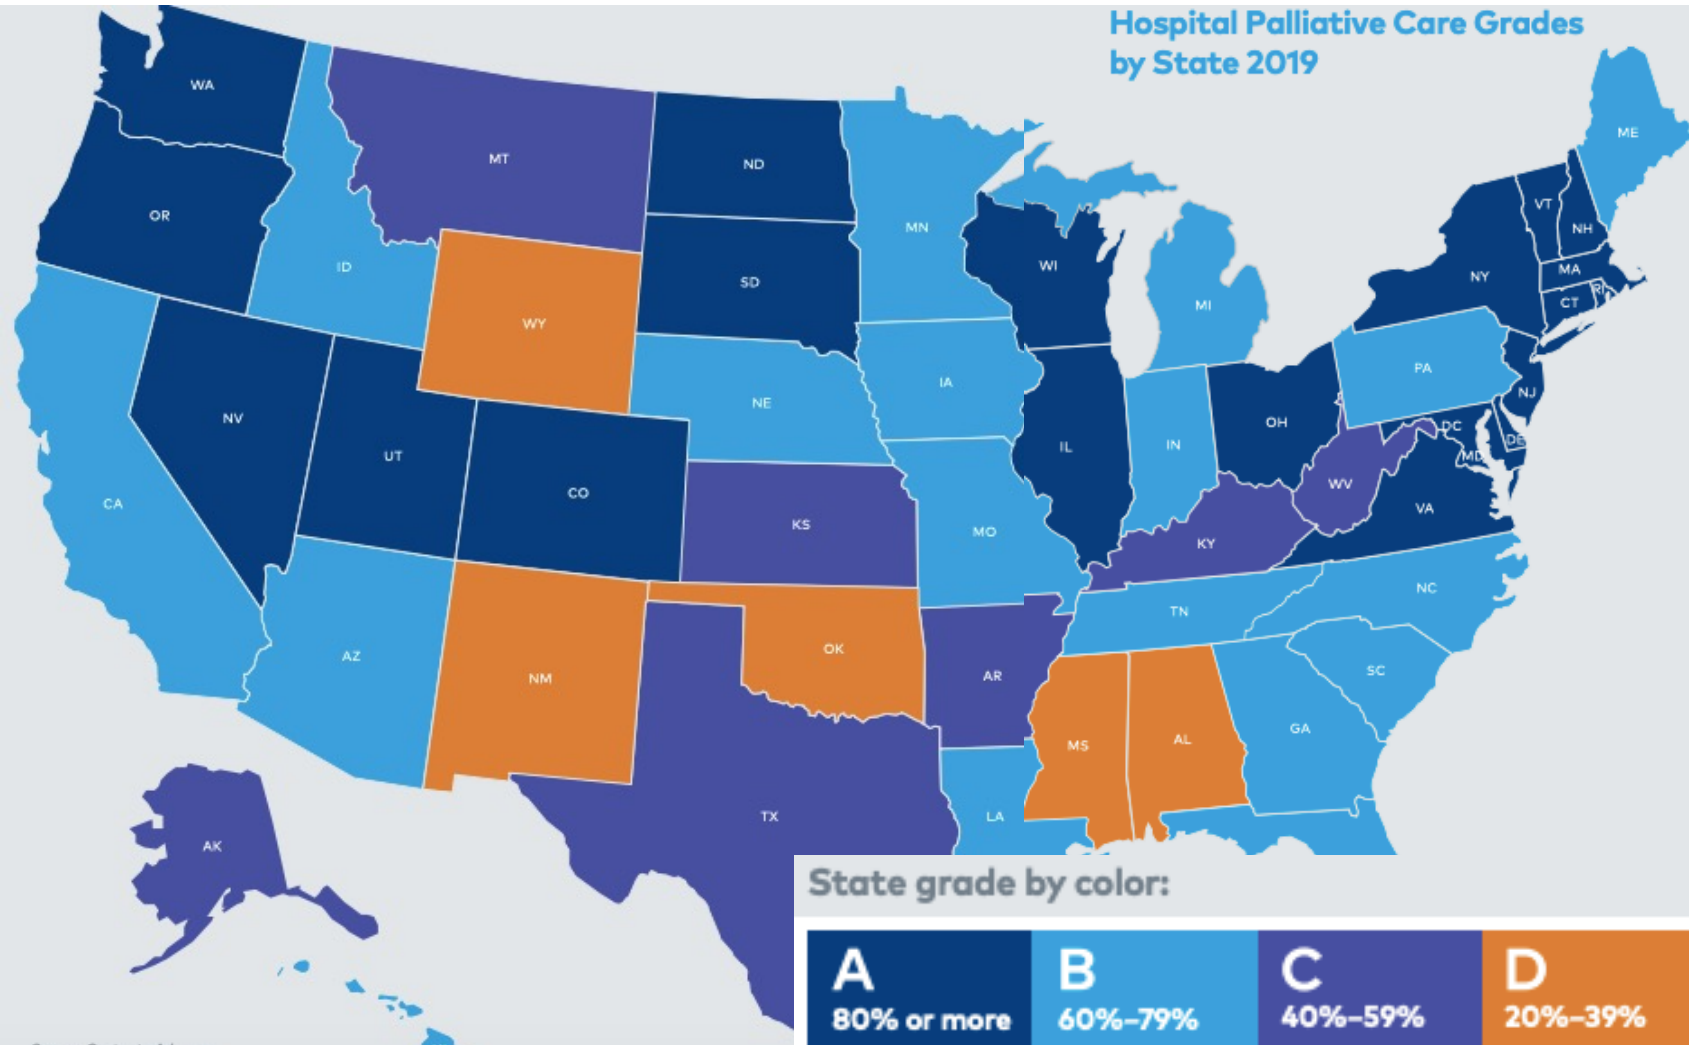 Hospital Palliative Care Grades
by State 2019
WA
MT
ND
ME
OR
ID
MN
VT
NH
SD
WI
NY
MA
RI
CT
WY
MI
IA
PA
NE
NJ
NV
UT
OH
DC
DE
IL
IN
MD
CO
WV
CA
KS
MO
VA
KY
NC
TN
AZ
OK
NM
AR
SC
MS
AL
GA
TX
LA
AK
State grade by color:
A
80% or more
B
60%–79%
C
40%–59%
D
20%–39%